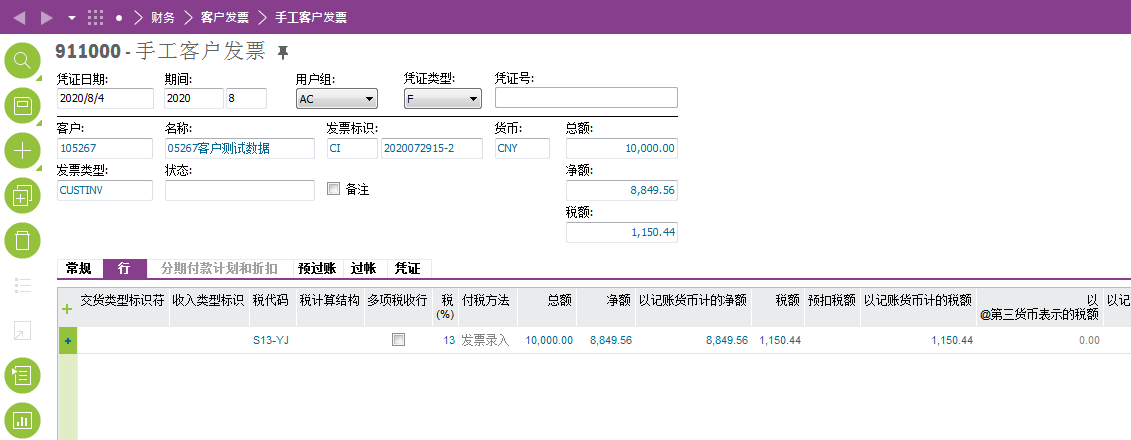 财务 客户发票 手工客户发票
911000 - 手工客户发票
凭证日期: 期间: 用户组: 凭证类型: 凭证号:
2020/8/4 2020 8 AC F
客户: 名称: 发票标识: 货币: 总额:
105267 05267客户测试数据 CI 2020072915-2 CNY 10,000.00
发票类型: 状态: 净额:
CUSTINV 备注 8,849.56
税额:
1,150.44
常规 行 分期付款计划和折扣 预过账 过帐 凭证
交货类型标识符 收入类型标识 税代码 税计算结构 多项税收行 税 付税方法 总额 净额 以记账货币计的净额 税额 预扣税额 以记账货币计的税额 以 以记
(%) @第三货币表示的税额
S13-YJ 13 发票录入 10,000.00 8,849.56 8,849.56 1,150.44 1,150.44 0.00